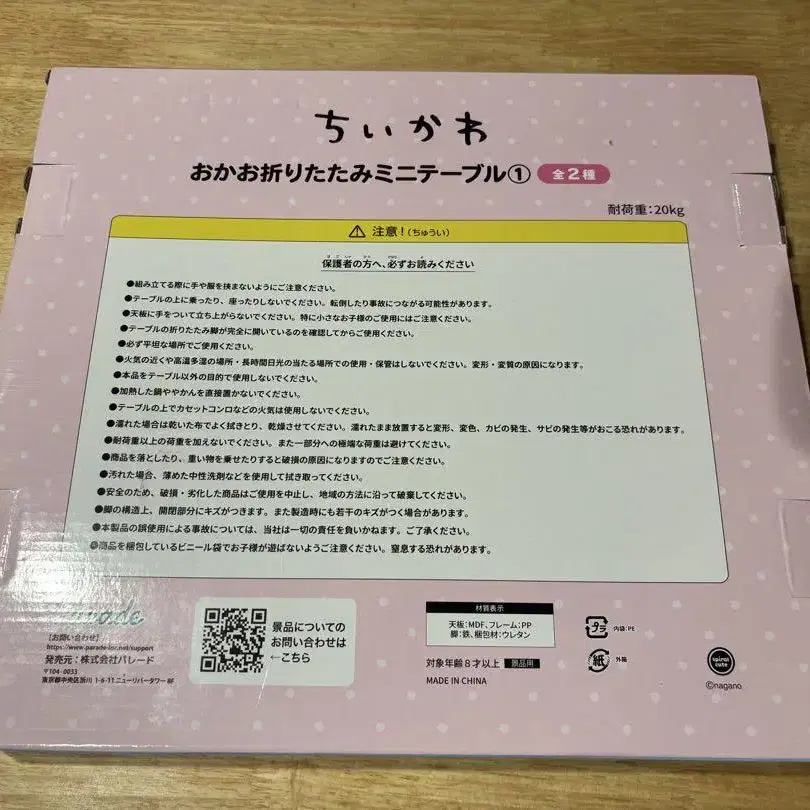 ちいかわ
おかお折りたたみミニテーブル① 全2種
耐荷重:20kg
⚠ 注意!(ちゅうい)
保護者の方へ、必ずお読みください
●組み立てる際に手や服を挟まないようにご注意ください。
●テーブルの上に乗ったり、座ったりしないでください。転倒したり事故につながる可能性があります。
●天板に手をついて立ち上がらないでください。特に小さなお子様のご使用にはご注意ください。
●テーブルの折りたたみ脚が完全に開いているのを確認してからご使用ください。
●必ず平坦な場所でご使用ください。
●火気の近くや高温多湿の場所・長時間日光の当たる場所での使用・保管はしないでください。変形・変質の原因になります。
●本品をテーブル以外の目的で使用しないでください。
●加熱した鍋ややかんを直接置かないでください。
●テーブルの上でカセットコンロなどの火気は使用しないでください。
●濡れた場合は乾いた布でよく拭きとり、乾燥させてください。濡れたまま放置すると変形、変色、カビの発生、サビの発生等がおこる恐れがあります。
●耐荷重以上の荷重を加えないでください。また一部分への極端な荷重は避けてください。
●商品を落としたり、重い物を乗せたりすると破損の原因になりますのでご注意ください。
●汚れた場合、薄めた中性洗剤などを使用して拭き取ってください。
●安全のため、破損・劣化した商品はご使用を中止し、地域の方法に沿って破棄してください。
●脚の構造上、開閉部分にキズがつきます。また製造時にも若干のキズがつく場合があります。
●本製品の誤使用による事故については、当社は一切の責任を負いかねます。ご了承ください。
●商品を梱包しているビニール袋でお子様が遊ばないようご注意ください。窒息する恐れがあります。
【お問い合わせ】
https://www.parade-inc.net/support
発売元:株式会社パレード
〒104-0033
東京都中央区新川 1-6-11 ニューリバータワー 8F
景品についての
お問い合わせは
←こちら
材質表示
天板:MDF、フレーム:PP
脚:鉄、梱包材:ウレタン
対象年齢8才以上 景品用
MADE IN CHINA
プラ 内袋:PE
紙 外箱
spiral
cute
©nagano